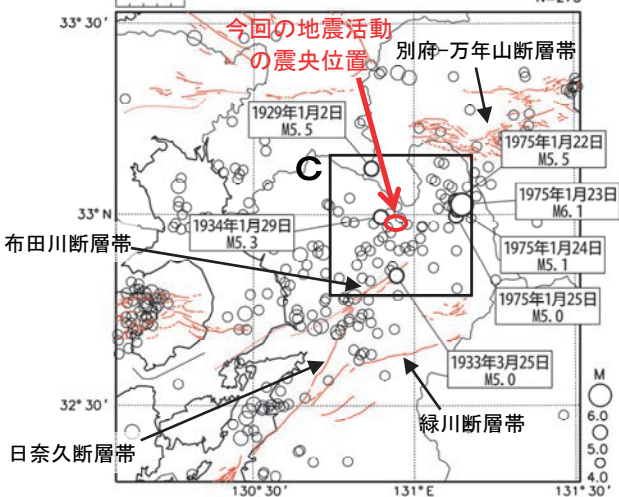 33°30′
今回の地震活動
の震央位置
別府−万年山断層帯
1929年1月2日
M5.5
1975年1月22日
M5.5
C
1975年1月23日
M6.1
33°N
1934年1月29日
M5.3
布田川断層帯
1975年1月24日
M5.1
1975年1月25日
M5.0
1933年3月25日
M5.0
M
6.0
5.0
4.0
32°30′
緑川断層帯
日奈久断層帯
130°30′
131°E
131°30′